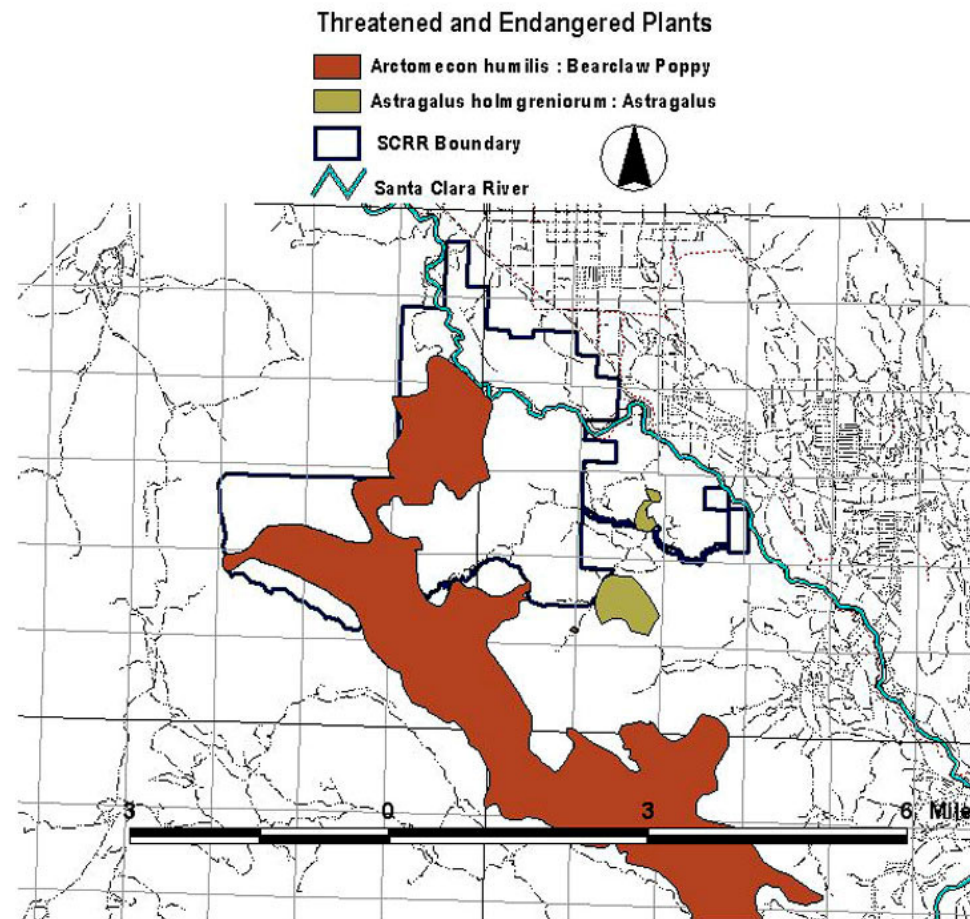 Threatened and Endangered Plants
Arctomecon humilis : Bearclaw Poppy
Astragalus holmgreniorum : Astragalus
SCRR Boundary
Santa Clara River
3 0 3 6 Mile